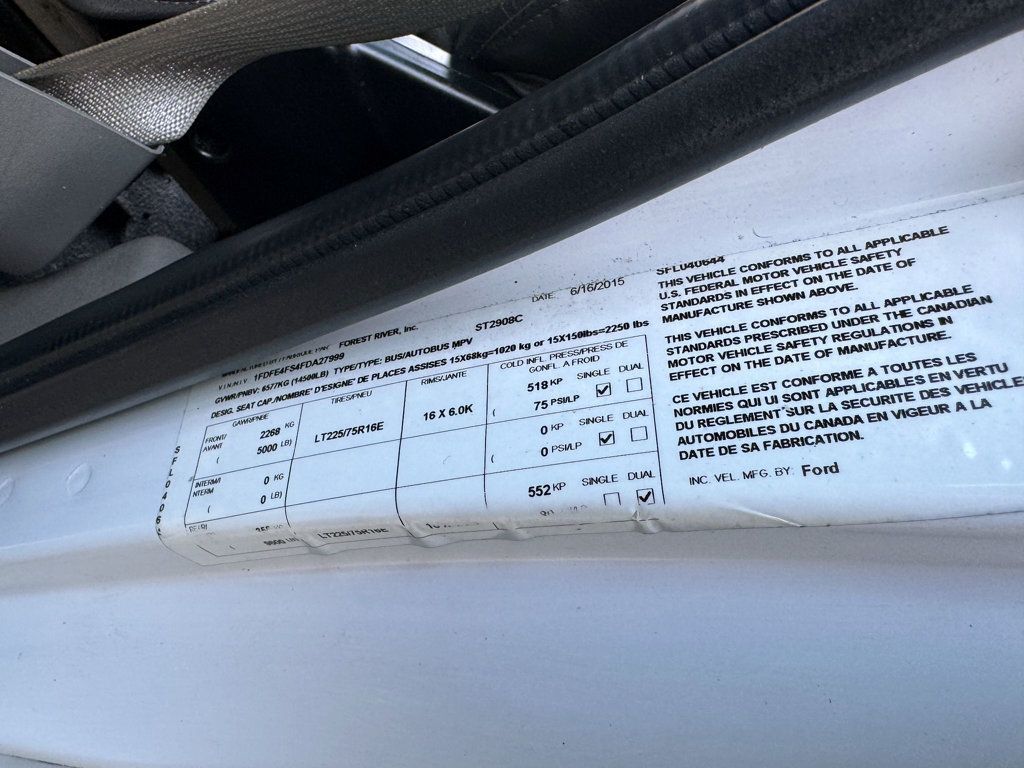 DATE: 6/16/2015
FOREST RIVER, Inc. ST2908C
V.I.N./N.I.V. 1FDFE4FS4FDA27999
GVWR/PNBV- 6577KG (14500LB) TYPE/TYPE: BUS/AUTOBUS MPV
DESIG. SEAT CAP./NOMBRE' D'ESIGNE' DE PLACES ASSISES 15X68kg=1020 kg or 15X150lbs=2250 lbs
GAWR/PNBE TIRES/PNEU RIMS/JANTE COLD INFL. PRESS/PRESS DE
GONFL. A FROID
FRONT/ 2268 KG LT225/75R16E 16 X 6.0K 518 KP SINGLE DUAL
AVANT ( 5000 LB) ( 75 PSI/LP ✓
INTERM/I 0 KG 0 KP SINGLE DUAL
NTERM ( 0 LB) ( 0 PSI/LP ✓
552 KP SINGLE DUAL
( LT225/75R16E ✓
SFL040644
THIS VEHICLE CONFORMS TO ALL APPLICABLE
U.S. FEDERAL MOTOR VEHICLE SAFETY
STANDARDS IN EFFECT ON THE DATE OF
MANUFACTURE SHOWN ABOVE.
THIS VEHICLE CONFORMS TO ALL APPLICABLE
STANDARDS PRESCRIBED UNDER THE CANADIAN
MOTOR VEHICLE SAFETY REGULATIONS IN
EFFECT ON THE DATE OF MANUFACTURE.
CE VEHICLE EST CONFORME A TOUTES LES
NORMIES QUI UI SONT APPLICABLES EN VERTU
DU REGLEMENT SUR LA SECURITE DES VEHICULE
AUTOMOBILES DU CANADA EN VIGEUR A LA
DATE DE SA FABRICATION.
INC. VEL. MFG. BY: Ford